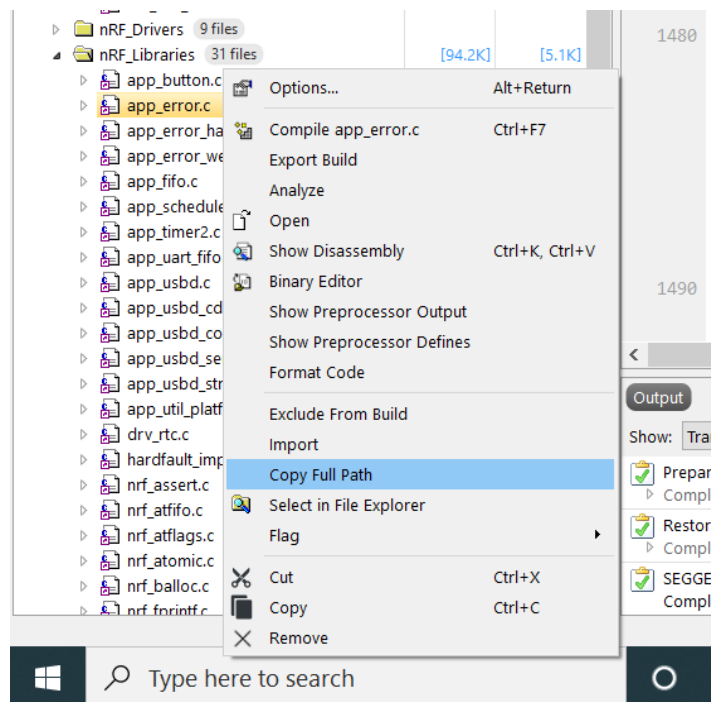 nRF_Drivers 9 files
nRF_Libraries 31 files [94.2K] [5.1K]
app_button.c
app_error.c
app_error_ha
app_error_we
app_fifo.c
app_schedule
app_timer2.c
app_uart_fifo
app_usbd.c
app_usbd_cd
app_usbd_co
app_usbd_se
app_usbd_str
app_util_platf
drv_rtc.c
hardfault_imp
nrf_assert.c
nrf_atfifo.c
nrf_atflags.c
nrf_atomic.c
nrf_balloc.c
nrf_fprintf.c
Options... Alt+Return
Compile app_error.c Ctrl+F7
Export Build
Analyze
Open
Show Disassembly Ctrl+K, Ctrl+V
Binary Editor
Show Preprocessor Output
Show Preprocessor Defines
Format Code
Exclude From Build
Import
Copy Full Path
Select in File Explorer
Flag
Cut Ctrl+X
Copy Ctrl+C
Remove
1480
1490
Output
Show: Tra
Prepar
Compl
Restor
Compl
SEGGE
Compl
Type here to search